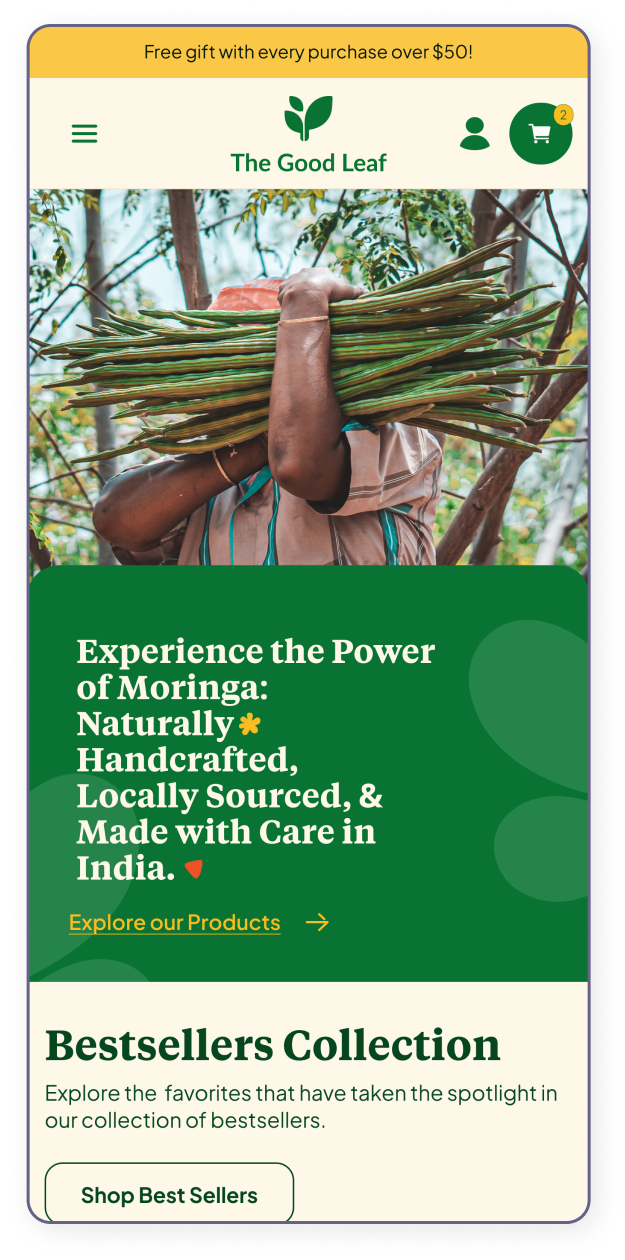 Free gift with every purchase over $50!
2
The Good Leaf
Experience the Power
of Moringa:
Naturally
Handcrafted,
Locally Sourced, &
Made with Care in
India.
Explore our Products
Bestsellers Collection
Explore the favorites that have taken the spotlight in
our collection of bestsellers.
Shop Best Sellers